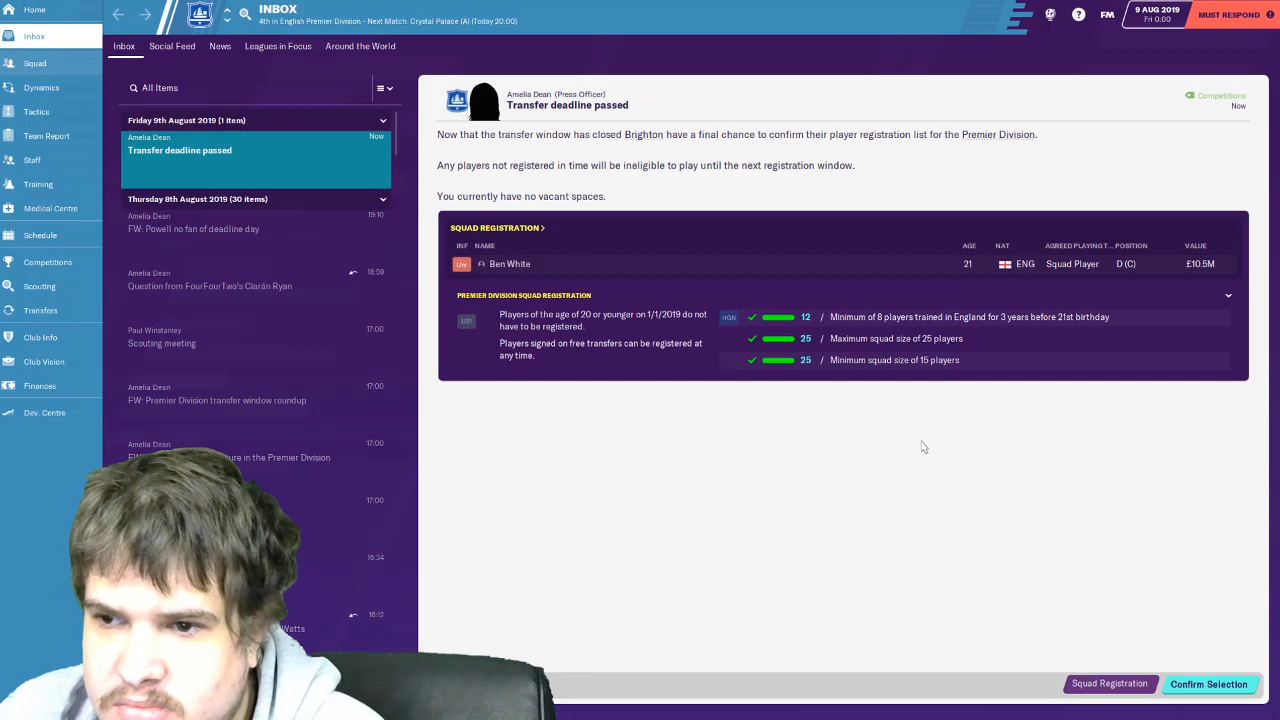 Home
INBOX
4th in English Premier Division - Next Match: Crystal Palace (A) (Today 20:00)
?
FM
9 AUG 2019
Fri 0:00
MUST RESPOND
Inbox
Squad
Dynamics
Tactics
Team Report
Staff
Training
Medical Centre
Schedule
Competitions
Scouting
Transfers
Club Info
Club Vision
Finances
Dev. Centre
Inbox Social Feed News Leagues in Focus Around the World
All Items
Friday 9th August 2019 (1 item)
Amelia Dean Now
Transfer deadline passed
Thursday 8th August 2019 (30 items)
Amelia Dean 19:10
FW: Powell no fan of deadline day
Amelia Dean 18:59
Question from FourFourTwo's Ciarán Ryan
Paul Winstanley 17:00
Scouting meeting
Amelia Dean 17:00
FW: Premier Division transfer window roundup
Amelia Dean 17:00
in the Premier Division
17:00
16:34
16:12
Watts
Amelia Dean (Press Officer)
Transfer deadline passed
Competitions
Now
Now that the transfer window has closed Brighton have a final chance to confirm their player registration list for the Premier Division.
Any players not registered in time will be ineligible to play until the next registration window.
You currently have no vacant spaces.
SQUAD REGISTRATION >
INF NAME AGE NAT AGREED PLAYING T... POSITION VALUE
Unr Ben White 21 ENG Squad Player D (C) £10.5M
PREMIER DIVISION SQUAD REGISTRATION
Players of the age of 20 or younger on 1/1/2019 do not
have to be registered.
Players signed on free transfers can be registered at
any time.
HGN 12 / Minimum of 8 players trained in England for 3 years before 21st birthday
25 / Maximum squad size of 25 players
25 / Minimum squad size of 15 players
Squad Registration
Confirm Selection